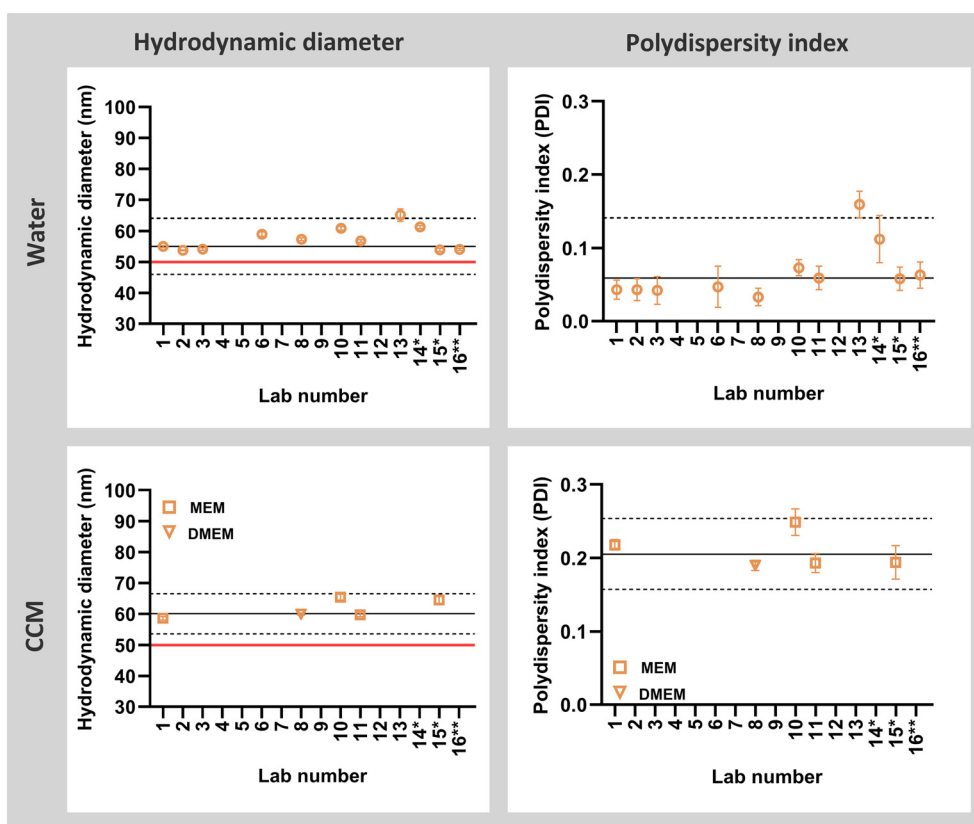 Hydrodynamic diameter
Polydispersity index
Water
Hydrodynamic diameter (nm)
100
90
80
70
60
50
40
30
1 2 3 4 5 6 7 8 9 10 11 12 13 14* 15* 16**
Lab number
Polydispersity index (PDI)
0.3
0.2
0.1
0.0
1 2 3 4 5 6 7 8 9 10 11 12 13 14* 15* 16**
Lab number
CCM
Hydrodynamic diameter (nm)
100
90
80
70
60
50
40
30
MEM
DMEM
1 2 3 4 5 6 7 8 9 10 11 12 13 14* 15* 16**
Lab number
Polydispersity index (PDI)
0.3
0.2
0.1
0.0
MEM
DMEM
1 2 3 4 5 6 7 8 9 10 11 12 13 14* 15* 16**
Lab number